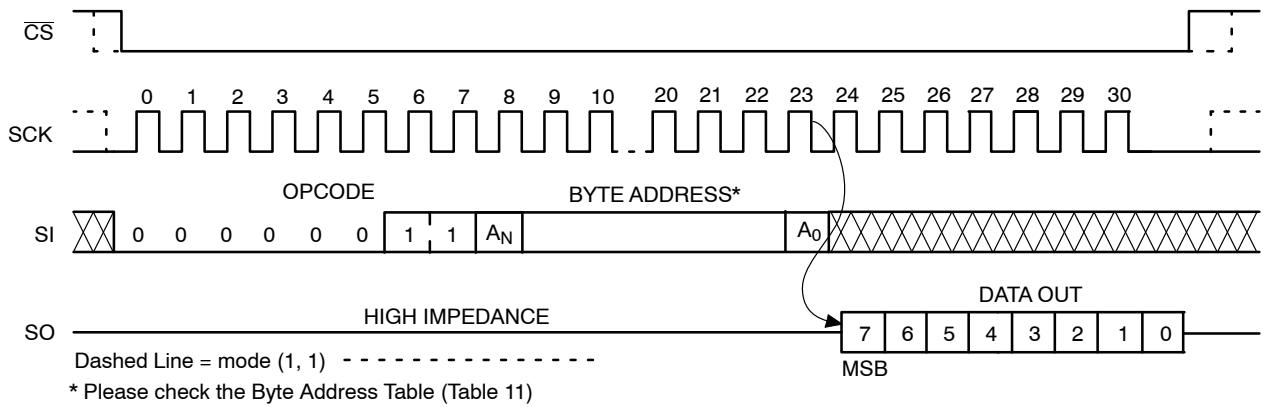 CS
SCK
0 1 2 3 4 5 6 7 8 9 10 20 21 22 23 24 25 26 27 28 29 30
OPCODE BYTE ADDRESS*
SI
0 0 0 0 0 0 1 1 AN A0
DATA OUT
HIGH IMPEDANCE
SO
7 6 5 4 3 2 1 0
MSB
Dashed Line = mode (1, 1)
* Please check the Byte Address Table (Table 11)